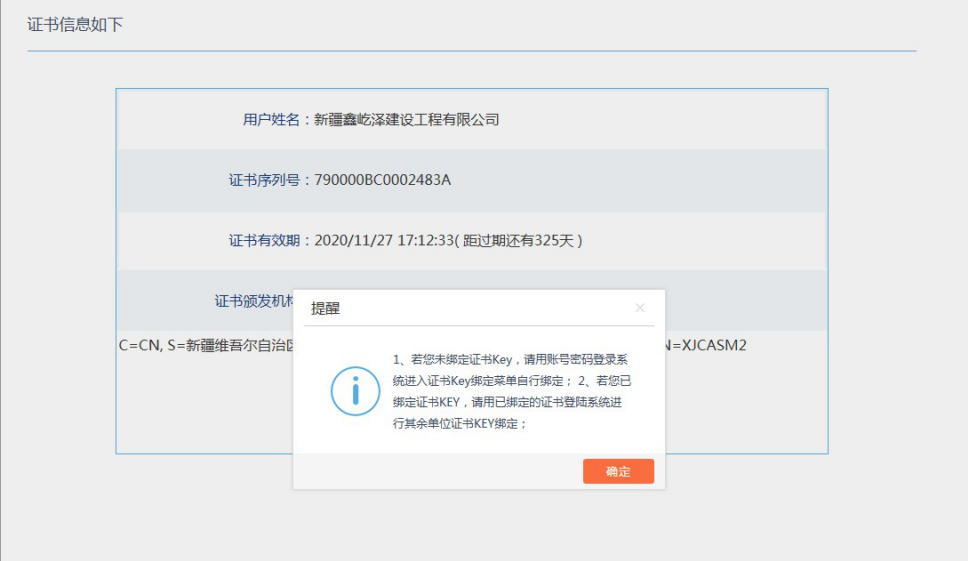 证书信息如下
用户姓名：新疆鑫屹泽建设工程有限公司
证书序列号：790000BC0002483A
证书有效期：2020/11/27 17:12:33( 距过期还有325天 )
证书颁发机
C=CN, S=新疆维吾尔自治 =XJCASM2
提醒
×
1、若您未绑定证书Key，请用账号密码登录系
统进入证书Key绑定菜单自行绑定； 2、若您已
绑定证书KEY，请用已绑定的证书登陆系统进
行其余单位证书KEY绑定；
确定